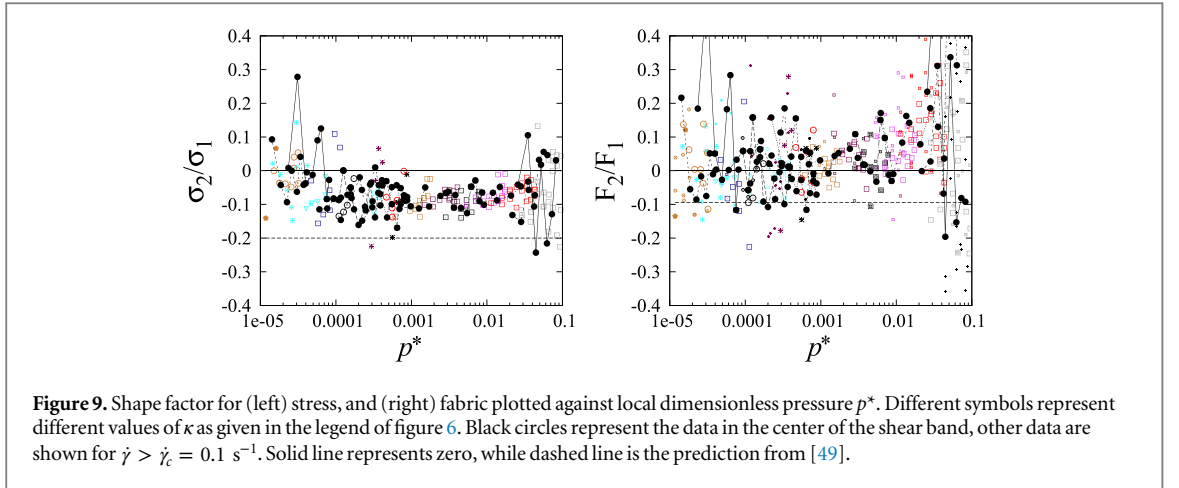 0.4
0.3
0.2
0.1
0
-0.1
-0.2
-0.3
-0.4
σ2/σ1
1e-05 0.0001 0.001 0.01 0.1
p*
0.4
0.3
0.2
0.1
0
-0.1
-0.2
-0.3
-0.4
F2/F1
1e-05 0.0001 0.001 0.01 0.1
p*
Figure 9. Shape factor for (left) stress, and (right) fabric plotted against local dimensionless pressure p*. Different symbols represent
different values of κ as given in the legend of figure 6. Black circles represent the data in the center of the shear band, other data are
shown for γ̇ > γ̇c = 0.1 s−1. Solid line represents zero, while dashed line is the prediction from [49].